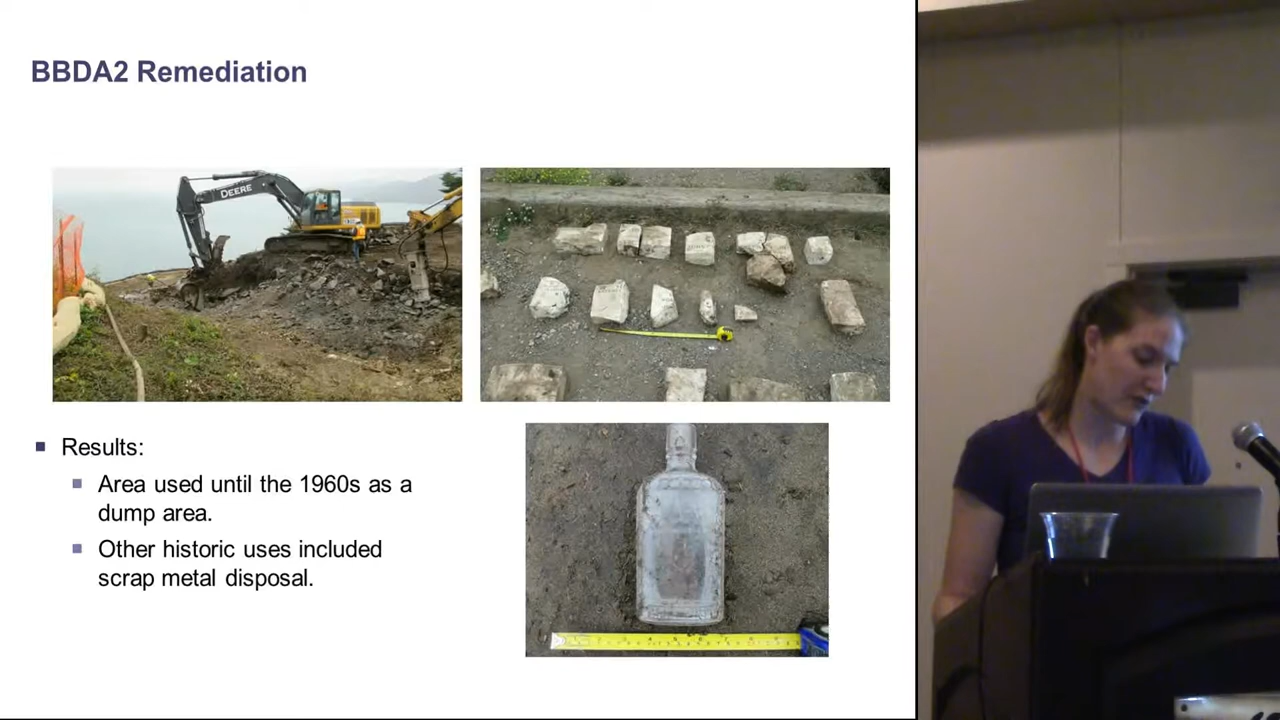 BBDA2 Remediation
DEERE
Results:
Area used until the 1960s as a
dump area.
Other historic uses included
scrap metal disposal.